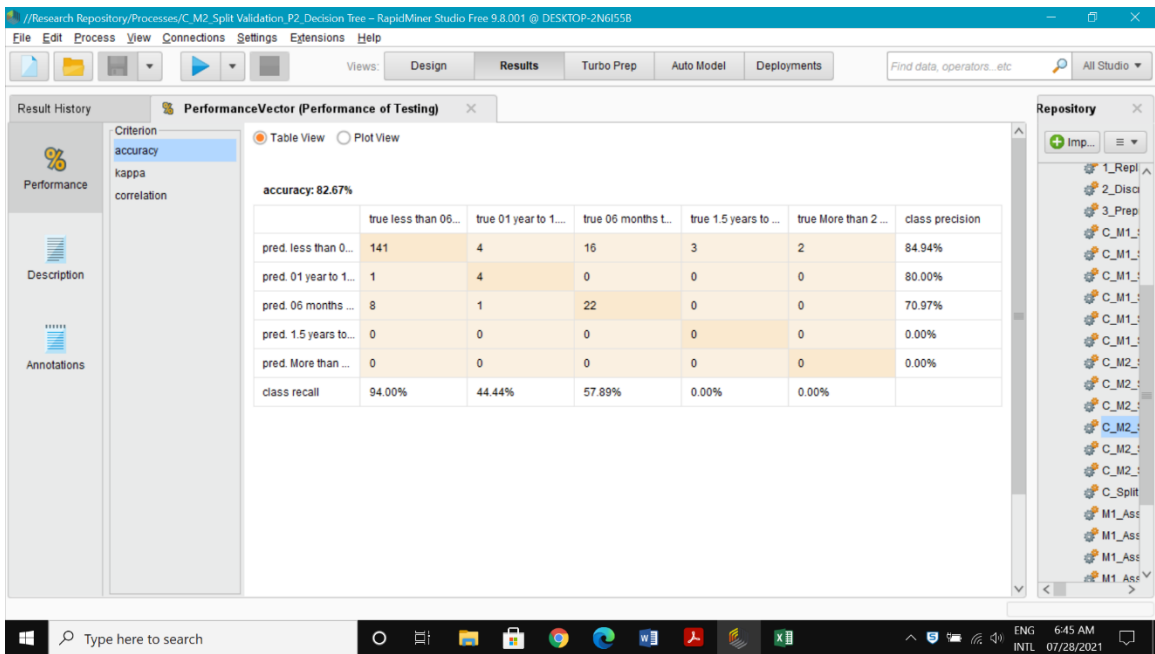 //Research Repository/Processes/C_M2_Split Validation_P2_Decision Tree – RapidMiner Studio Free 9.8.001 @ DESKTOP-2N6I55B
File Edit Process View Connections Settings Extensions Help
Views: Design Results Turbo Prep Auto Model Deployments Find data, operators...etc All Studio
Result History PerformanceVector (Performance of Testing) Repository
Criterion
accuracy
kappa
correlation
Performance
Description
Annotations
Table View Plot View
accuracy: 82.67%
true less than 06... true 01 year to 1.... true 06 months t... true 1.5 years to ... true More than 2 ... class precision
pred. less than 0... 141 4 16 3 2 84.94%
pred. 01 year to 1... 1 4 0 0 0 80.00%
pred. 06 months ... 8 1 22 0 0 70.97%
pred. 1.5 years to... 0 0 0 0 0 0.00%
pred. More than ... 0 0 0 0 0 0.00%
class recall 94.00% 44.44% 57.89% 0.00% 0.00%
Imp...
1_Repl
2_Disc
3_Prep
C_M1_
C_M1_
C_M1_
C_M1_
C_M1_
C_M1_
C_M2_
C_M2_
C_M2_
C_M2_
C_M2_
C_M2_
C_Split
M1_Ass
M1_Ass
M1_Ass
M1_Ass
Type here to search
ENG
INTL
6:45 AM
07/28/2021